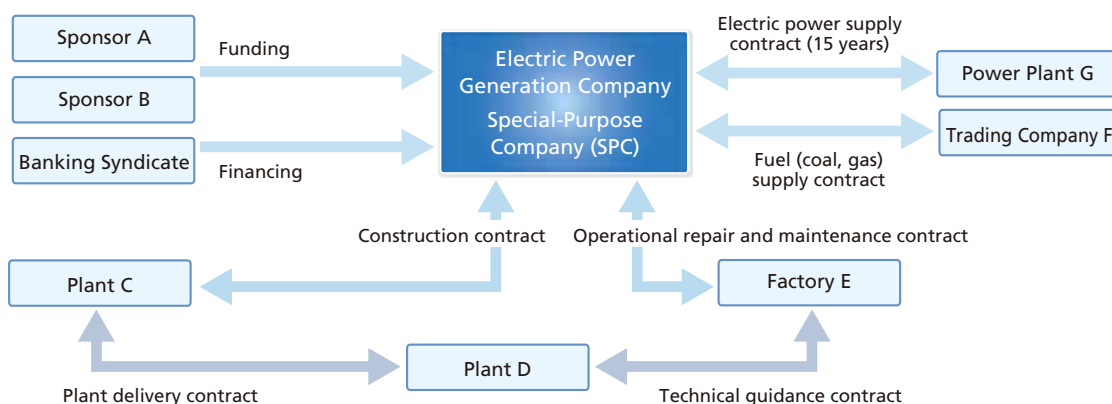 Sponsor A
Sponsor B
Banking Syndicate
Funding
Financing
Electric Power
Generation Company
Special-Purpose
Company (SPC)
Electric power supply
contract (15 years)
Power Plant G
Trading Company F
Fuel (coal, gas)
supply contract
Construction contract
Operational repair and maintenance contract
Plant C
Factory E
Plant D
Plant delivery contract
Technical guidance contract